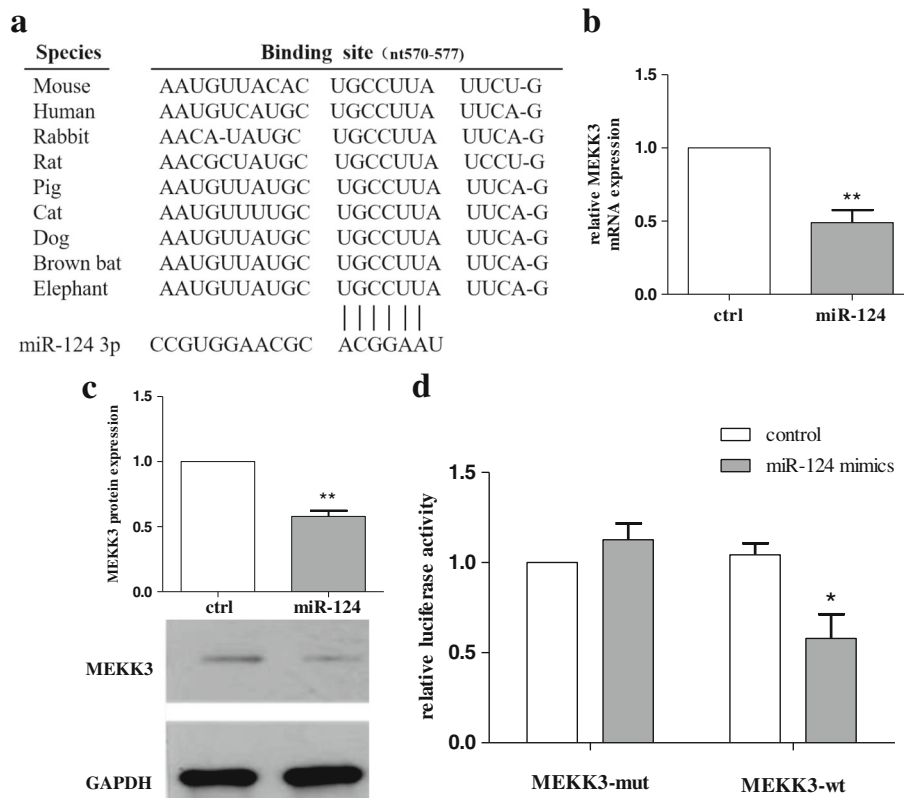 a
Species Binding site (nt570-577)
Mouse AAUGUUACAC UGCCUUA UUCU-G
Human AAUGUCAUGC UGCCUUA UUCA-G
Rabbit AACA-UAUGC UGCCUUA UUCA-G
Rat AACGCUAUGC UGCCUUA UCCU-G
Pig AAUGUUAUGC UGCCUUA UUCA-G
Cat AAUGUUUUGC UGCCUUA UUCA-G
Dog AAUGUUAUGC UGCCUUA UUCA-G
Brown bat AAUGUUAUGC UGCCUUA UUCA-G
Elephant AAUGUUAUGC UGCCUUA UUCA-G
miR-124 3p CCGUGGAACGC ACGGAAU
b
relative MEKK3
mRNA expression
1.5
1.0
0.5
0.0
**
ctrl miR-124
c
MEKK3 protein expression
1.5
1.0
0.5
0.0
**
ctrl miR-124
MEKK3
GAPDH
d
control
miR-124 mimics
relative luciferase activity
1.5
1.0
0.5
0.0
*
MEKK3-mut MEKK3-wt